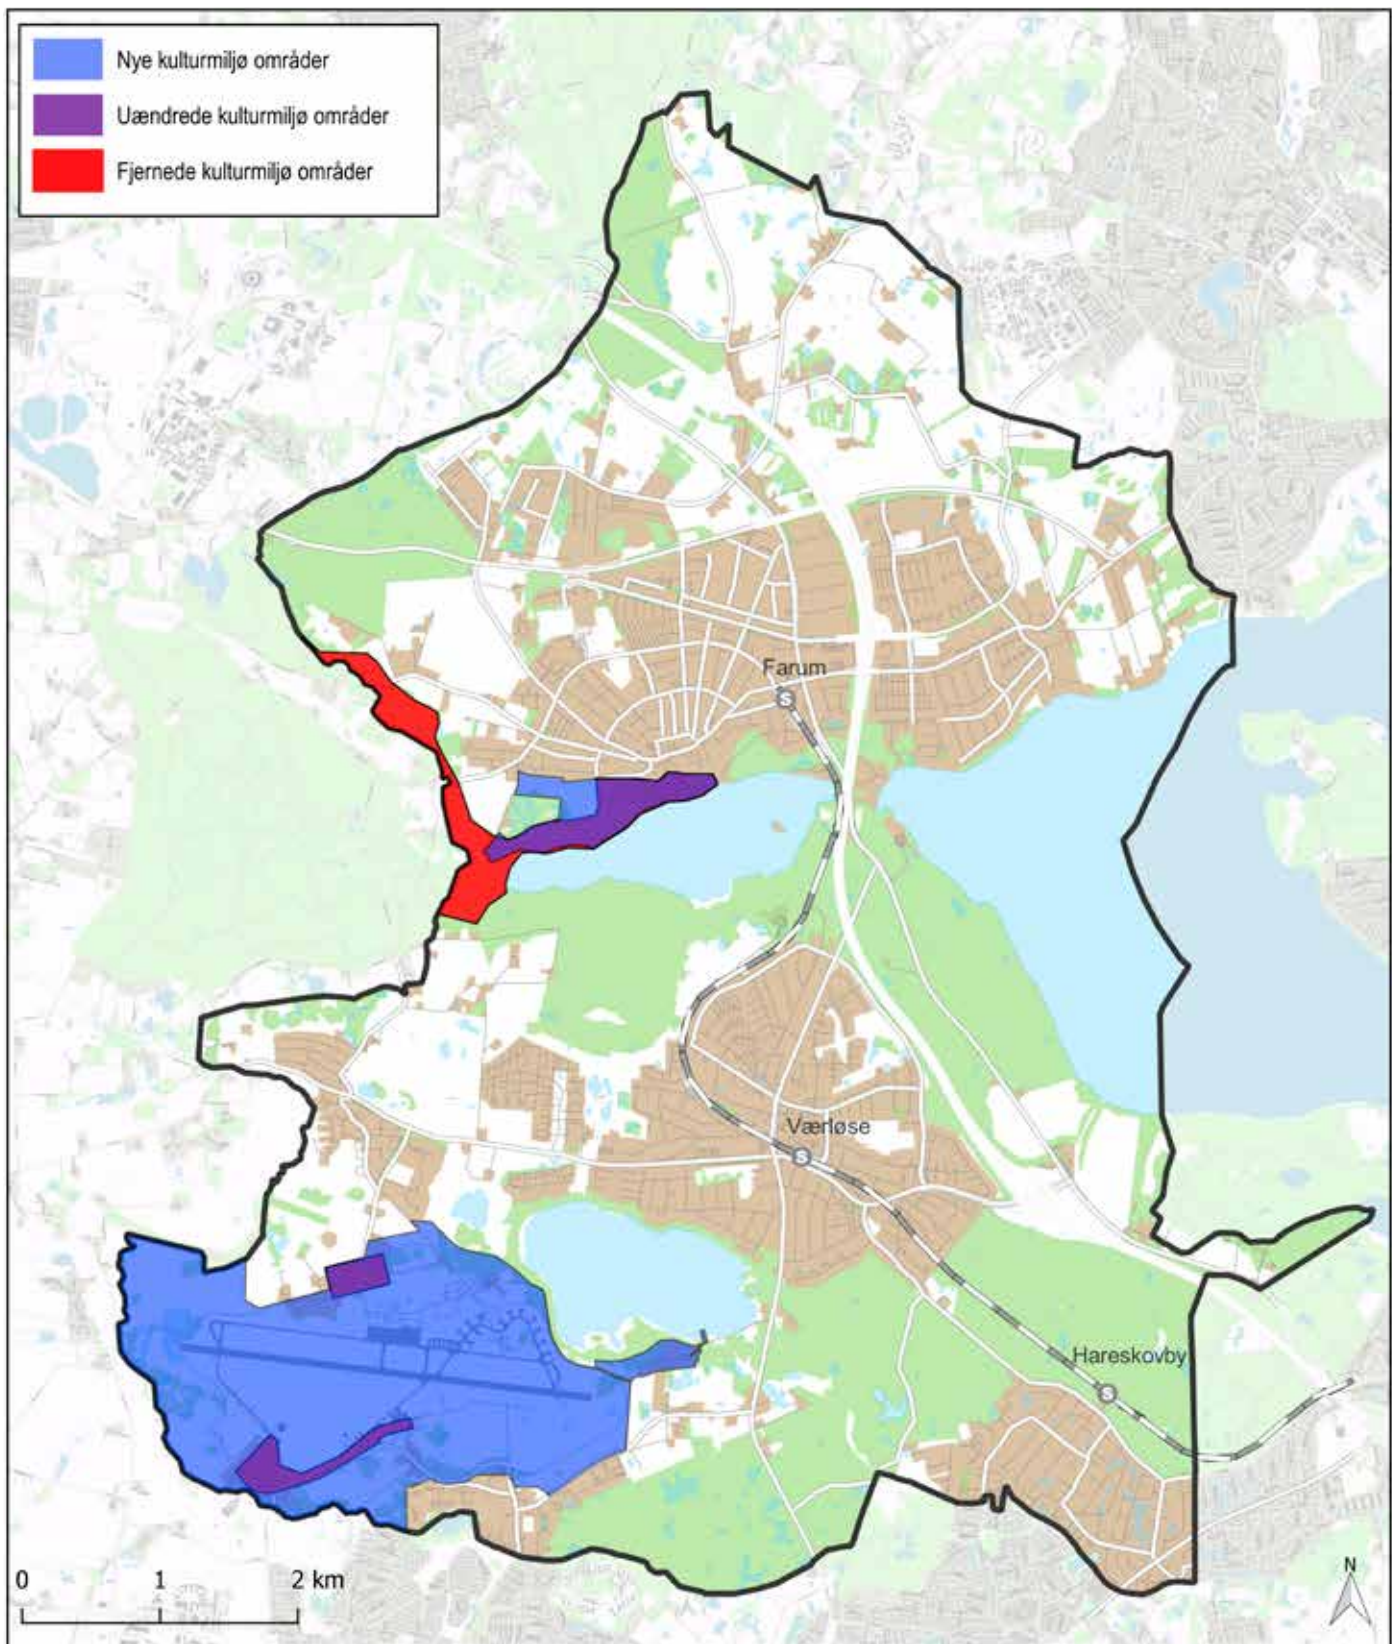 Nye kulturmiljø områder
Uændrede kulturmiljø områder
Fjernede kulturmiljø områder
Farum
S
Værløse
S
Hareskovby
S
0 1 2 km
N